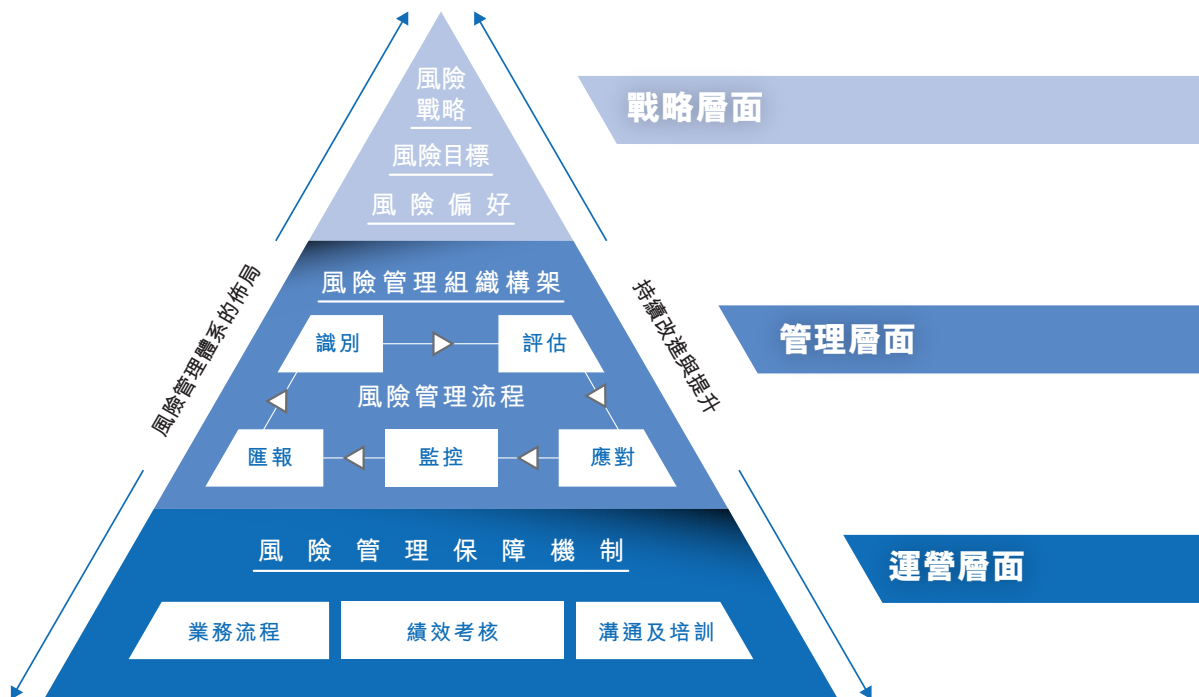 風險
戰略
風險目標
風險偏好
戰略層面
風險管理體系的佈局
持續改進與提升
風險管理組織構架
識別
評估
風險管理流程
匯報
監控
應對
管理層面
風險管理保障機制
業務流程
績效考核
溝通及培訓
運營層面